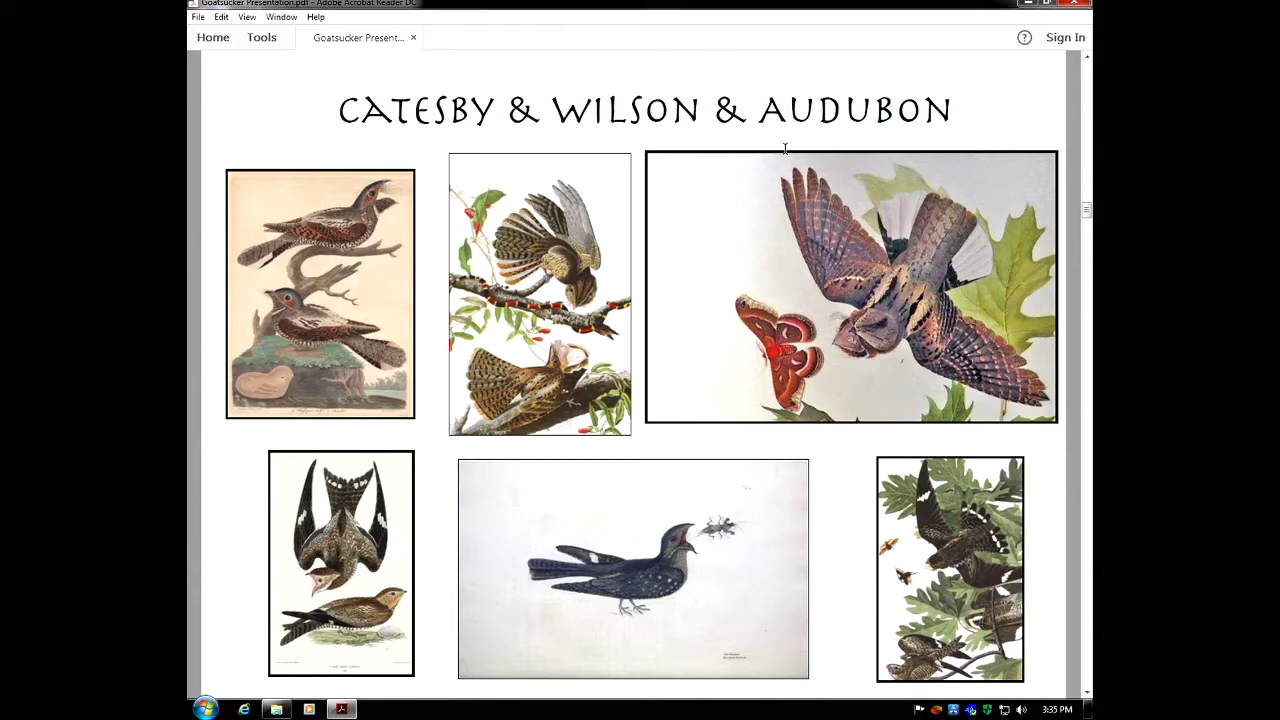 Goatsucker Presentation.pdf - Adobe Acrobat Reader DC
File Edit View Window Help
Home Tools Goatsucker Present... × ? Sign In
CATESBY & WILSON & AUDUBON
3:35 PM